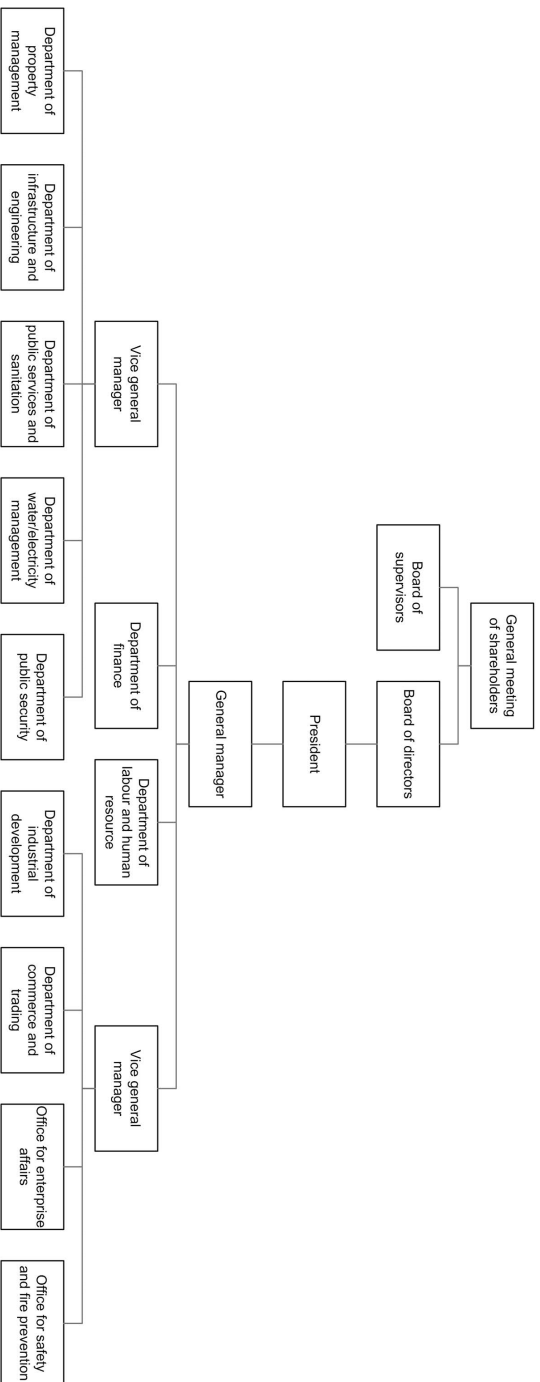 General meeting
of shareholders
Board of
supervisors
Board of directors
President
General manager
Vice general
manager
Department of
finance
Department of
labour and human
resource
Vice general
manager
Department of
property
management
Department of
infrastructure and
engineering
Department of
public services and
sanitation
Department of
water/electricity
management
Department of
public security
Department of
industrial
development
Department of
commerce and
trading
Office for enterprise
affairs
Office for safety
and fire prevention